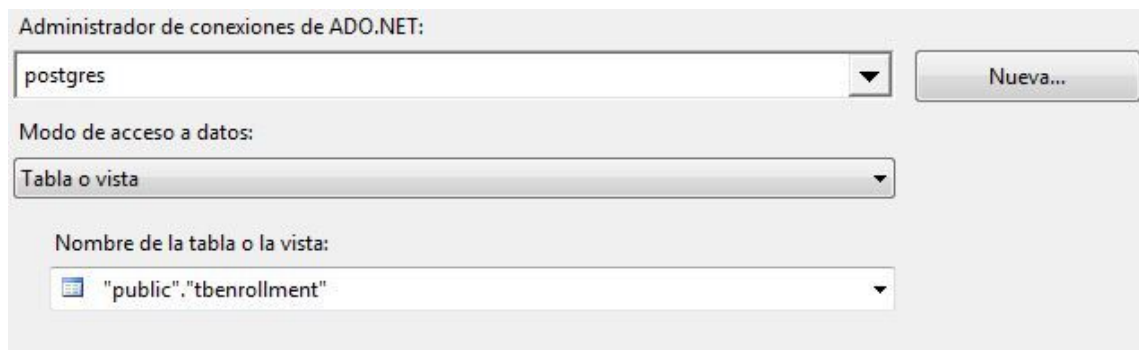 Administrador de conexiones de ADO.NET:
postgres
Nueva...
Modo de acceso a datos:
Tabla o vista
Nombre de la tabla o la vista:
"public"."tbenrollment"